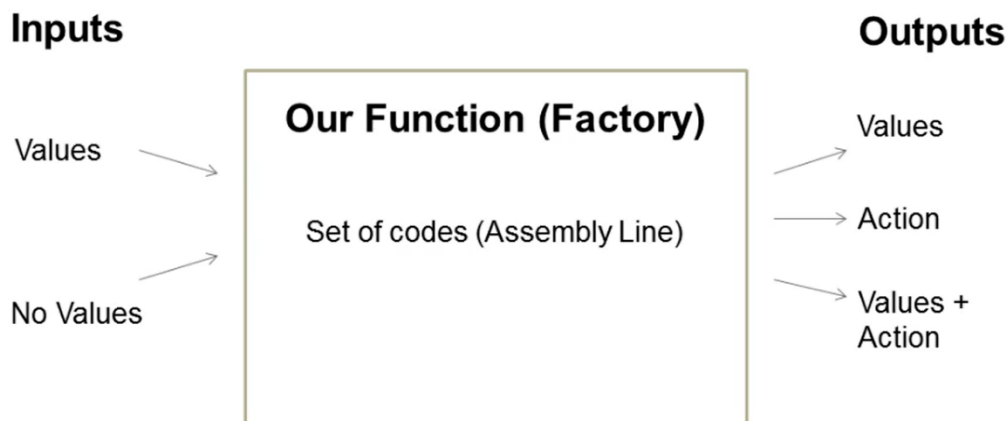 Inputs
Outputs
Our Function (Factory)
Values
Values
Set of codes (Assembly Line)
Action
No Values
Values +
Action